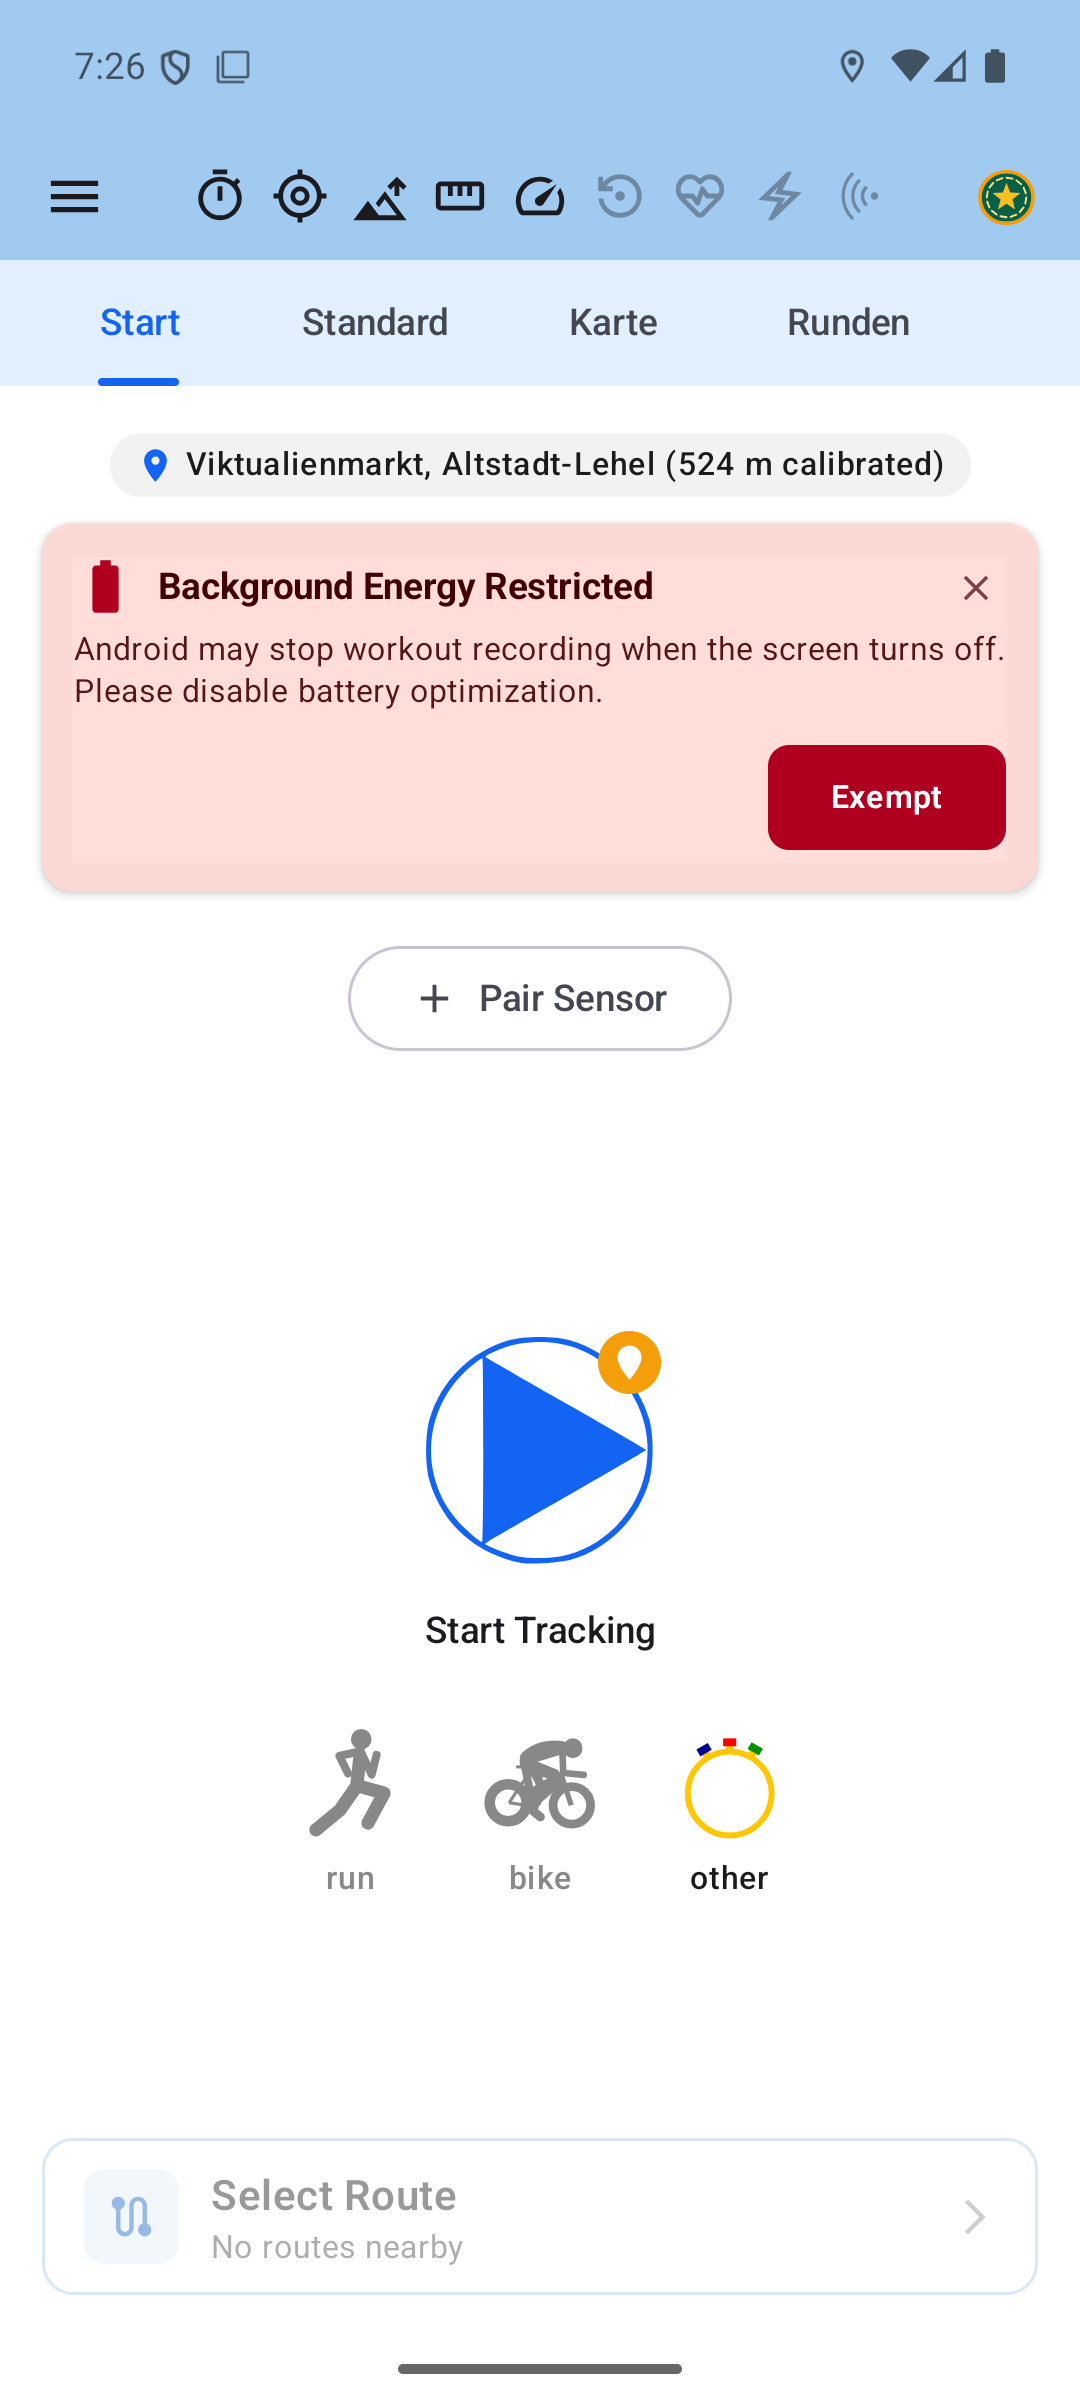 7:26
Start
Standard
Karte
Runden
Viktualienmarkt, Altstadt-Lehel (524 m calibrated)
Background Energy Restricted
Android may stop workout recording when the screen turns off.
Please disable battery optimization.
Exempt
Pair Sensor
Start Tracking
run
bike
other
Select Route
No routes nearby